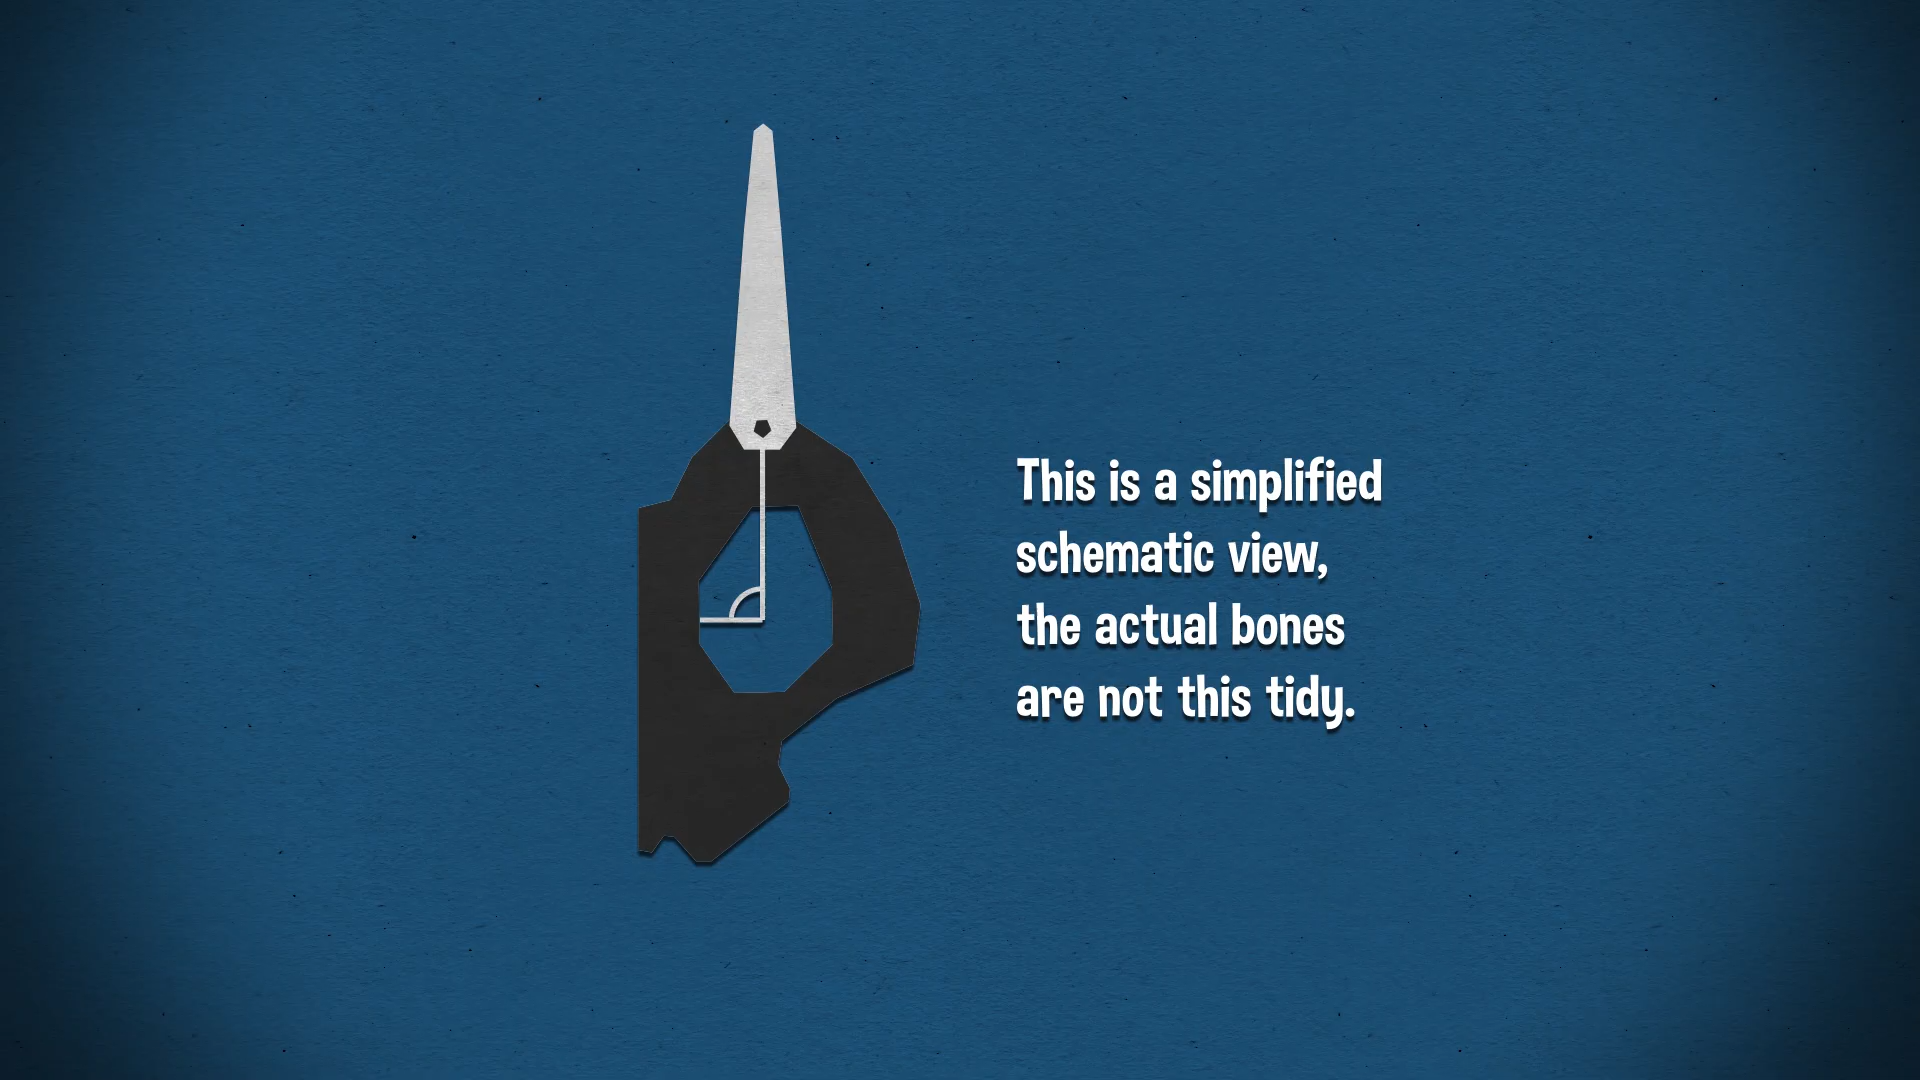 This is a simplified
schematic view,
the actual bones
are not this tidy.